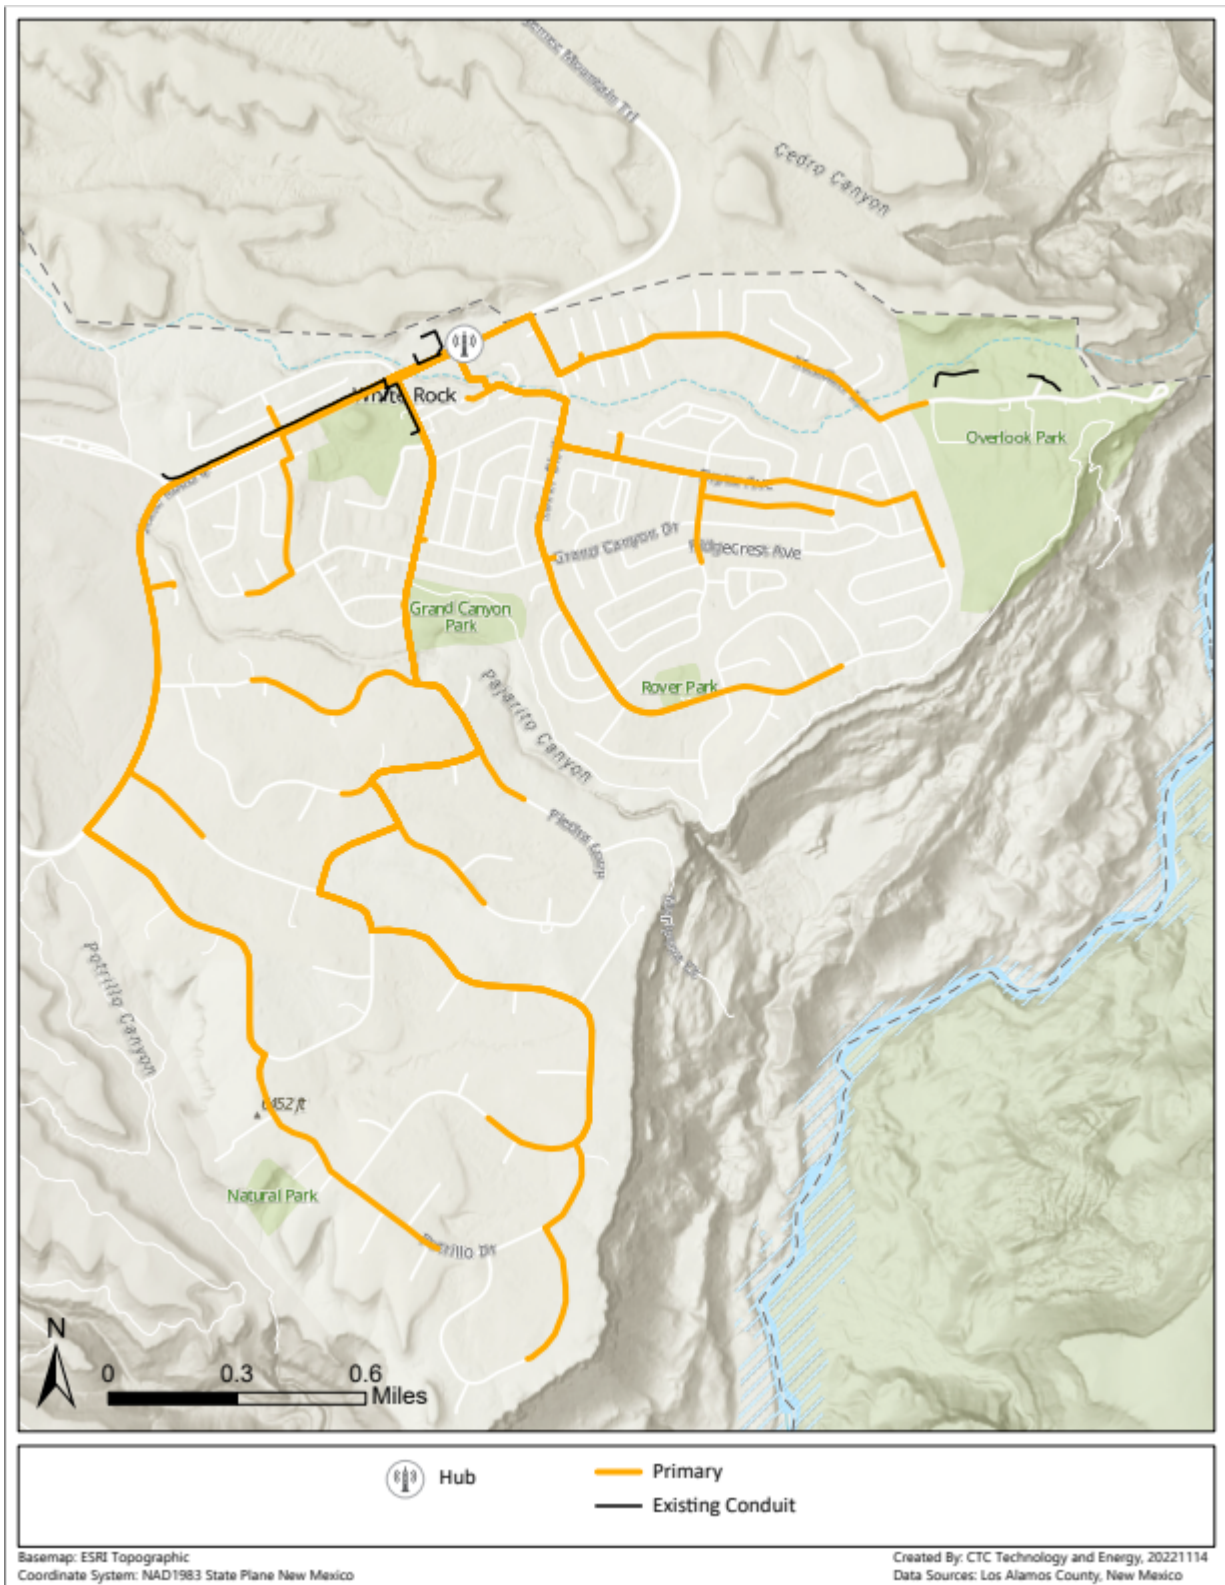 Mountain Trl
Cedro Canyon
White Rock
Overlook Park
Grand Canyon Dr
Ridgecrest Ave
Grand Canyon
Park
Rover Park
Pajarito Canyon
Piedra Loop
Potrillo Canyon
6452 ft
Natural Park
Potrillo Dr
N
0 0.3 0.6
Miles
Hub
Primary
Existing Conduit
Basemap: ESRI Topographic
Coordinate System: NAD1983 State Plane New Mexico
Created By: CTC Technology and Energy, 20221114
Data Sources: Los Alamos County, New Mexico